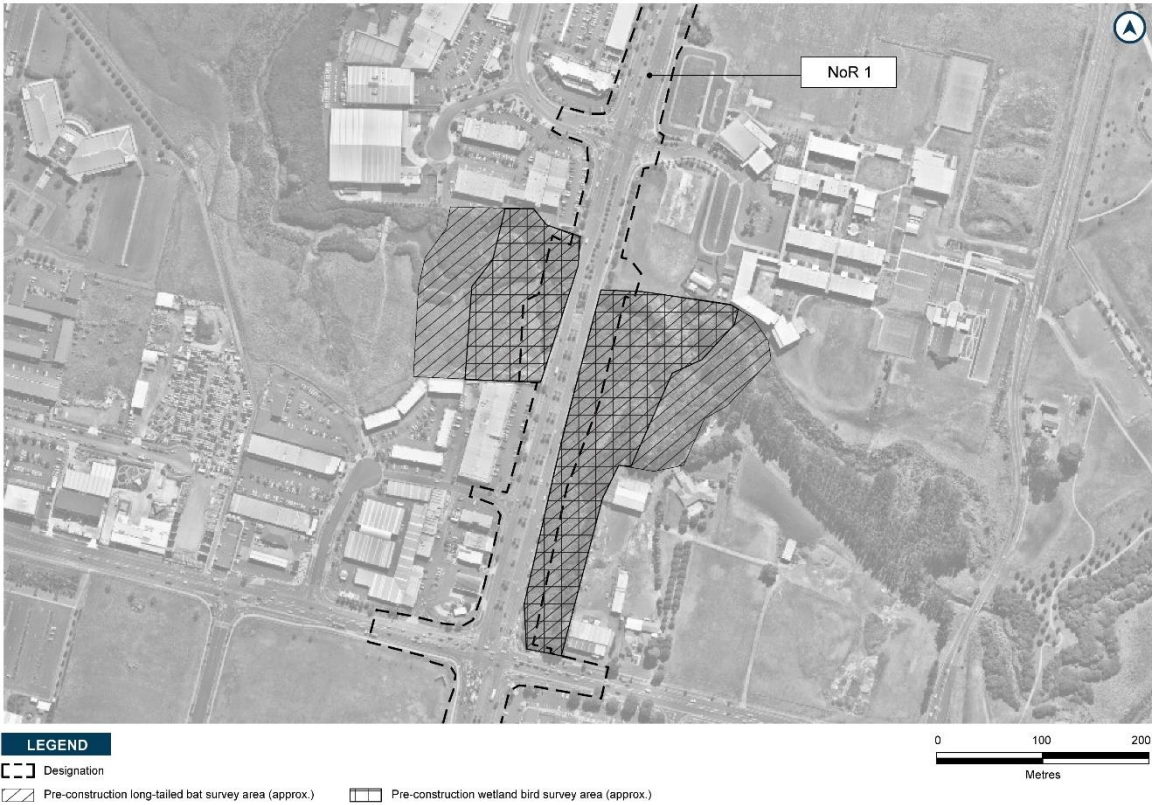 NoR 1
LEGEND
Designation
Pre-construction long-tailed bat survey area (approx.)
Pre-construction wetland bird survey area (approx.)
0 100 200
Metres